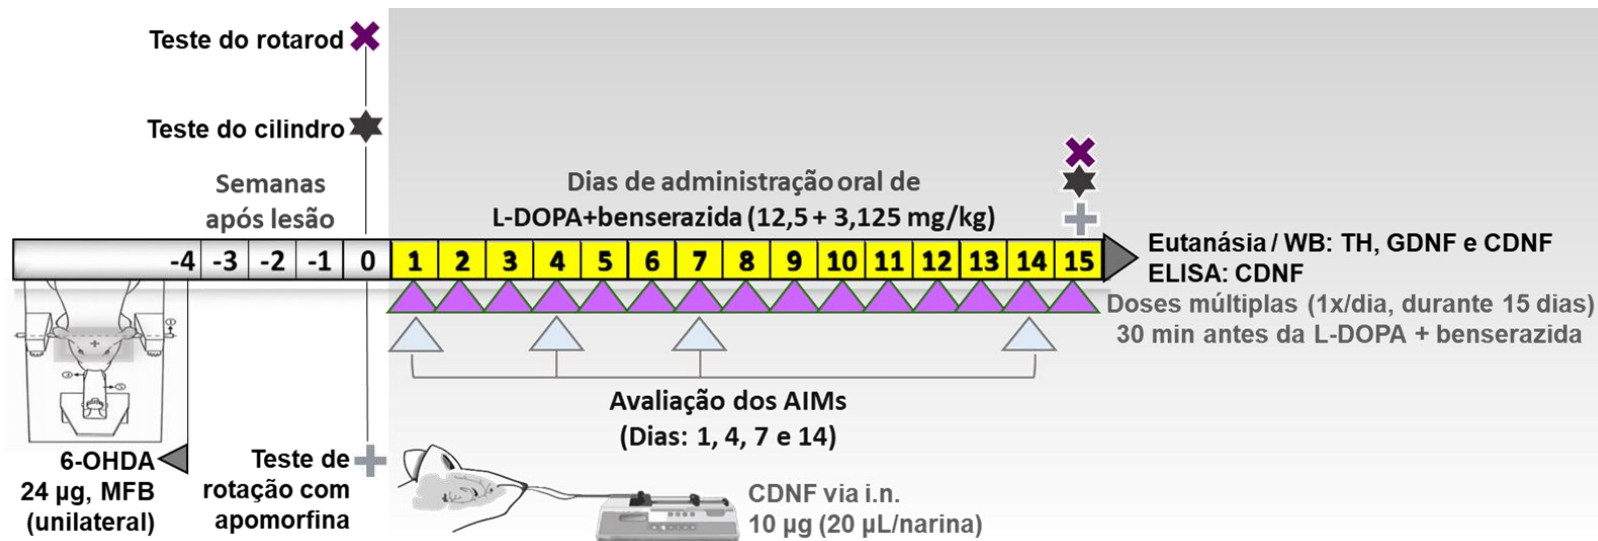 Teste do rotarod
Teste do cilindro
Semanas
após lesão
Dias de administração oral de
L-DOPA+benserazida (12,5 + 3,125 mg/kg)
-4 -3 -2 -1 0 1 2 3 4 5 6 7 8 9 10 11 12 13 14 15
Eutanásia / WB: TH, GDNF e CDNF
ELISA: CDNF
Doses múltiplas (1x/dia, durante 15 dias)
30 min antes da L-DOPA + benserazida
Avaliação dos AIMs
(Dias: 1, 4, 7 e 14)
6-OHDA
24 µg, MFB
(unilateral)
Teste de
rotação com
apomorfina
CDNF via i.n.
10 µg (20 µL/narina)